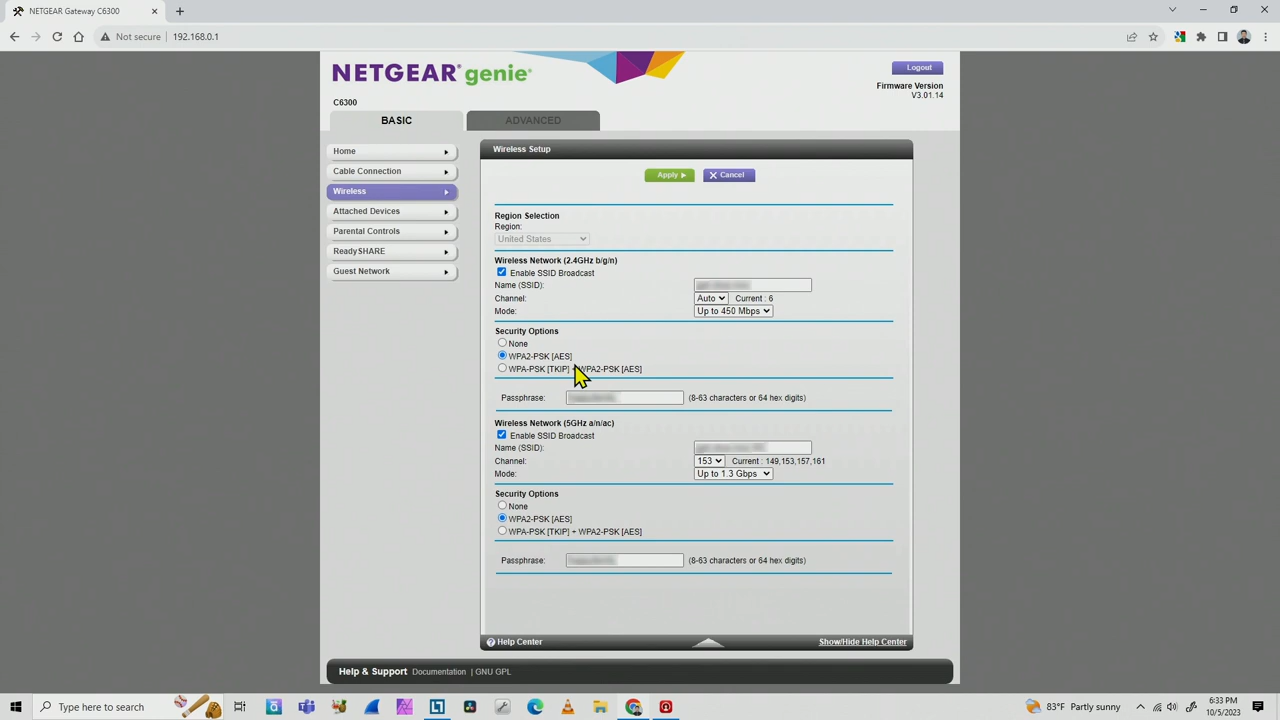 NETGEAR Gateway C6300
Not secure 192.168.0.1
NETGEAR® genie®
Logout
Firmware Version
V3.01.14
C6300
BASIC
ADVANCED
Home
Cable Connection
Wireless
Attached Devices
Parental Controls
ReadySHARE
Guest Network
Wireless Setup
Apply
Cancel
Region Selection
Region:
United States
Wireless Network (2.4GHz b/g/n)
Enable SSID Broadcast
Name (SSID):
Channel: Auto Current : 6
Mode: Up to 450 Mbps
Security Options
None
WPA2-PSK [AES]
WPA-PSK [TKIP] + WPA2-PSK [AES]
Passphrase: (8-63 characters or 64 hex digits)
Wireless Network (5GHz a/n/ac)
Enable SSID Broadcast
Name (SSID):
Channel: 153 Current : 149,153,157,161
Mode: Up to 1.3 Gbps
Security Options
None
WPA2-PSK [AES]
WPA-PSK [TKIP] + WPA2-PSK [AES]
Passphrase: (8-63 characters or 64 hex digits)
Help Center
Show/Hide Help Center
Help & Support Documentation | GNU GPL
Type here to search
83°F Partly sunny
6:33 PM
10/5/2023